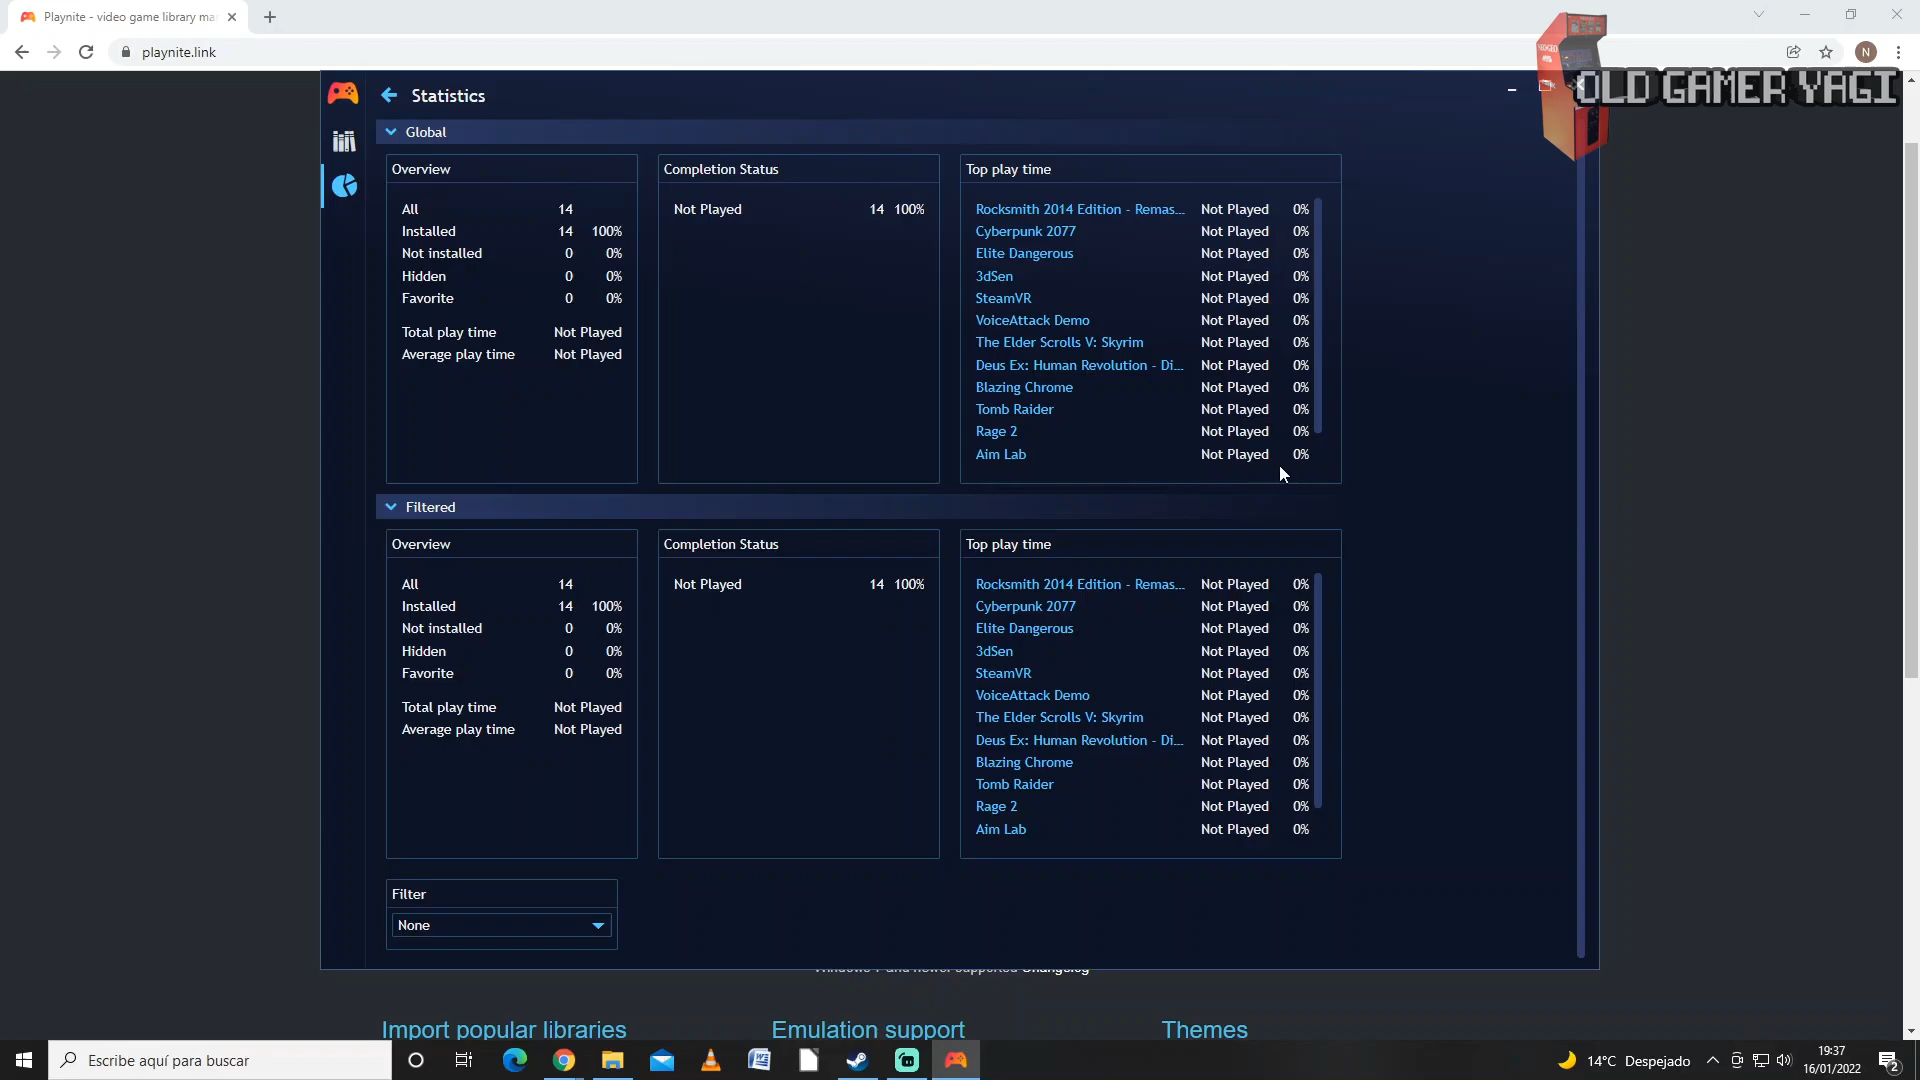 Playnite - video game library ma
playnite.link
OLD GAMER YAGI
Statistics
Global
Overview
All 14
Installed 14 100%
Not installed 0 0%
Hidden 0 0%
Favorite 0 0%
Total play time Not Played
Average play time Not Played
Completion Status
Not Played 14 100%
Top play time
Rocksmith 2014 Edition - Remas... Not Played 0%
Cyberpunk 2077 Not Played 0%
Elite Dangerous Not Played 0%
3dSen Not Played 0%
SteamVR Not Played 0%
VoiceAttack Demo Not Played 0%
The Elder Scrolls V: Skyrim Not Played 0%
Deus Ex: Human Revolution - Di... Not Played 0%
Blazing Chrome Not Played 0%
Tomb Raider Not Played 0%
Rage 2 Not Played 0%
Aim Lab Not Played 0%
Filtered
Overview
All 14
Installed 14 100%
Not installed 0 0%
Hidden 0 0%
Favorite 0 0%
Total play time Not Played
Average play time Not Played
Completion Status
Not Played 14 100%
Top play time
Rocksmith 2014 Edition - Remas... Not Played 0%
Cyberpunk 2077 Not Played 0%
Elite Dangerous Not Played 0%
3dSen Not Played 0%
SteamVR Not Played 0%
VoiceAttack Demo Not Played 0%
The Elder Scrolls V: Skyrim Not Played 0%
Deus Ex: Human Revolution - Di... Not Played 0%
Blazing Chrome Not Played 0%
Tomb Raider Not Played 0%
Rage 2 Not Played 0%
Aim Lab Not Played 0%
Filter
None
Windows 7 and newer supported Changelog
Import popular libraries
Emulation support
Themes
Escribe aquí para buscar
14°C Despejado
19:37
16/01/2022
2